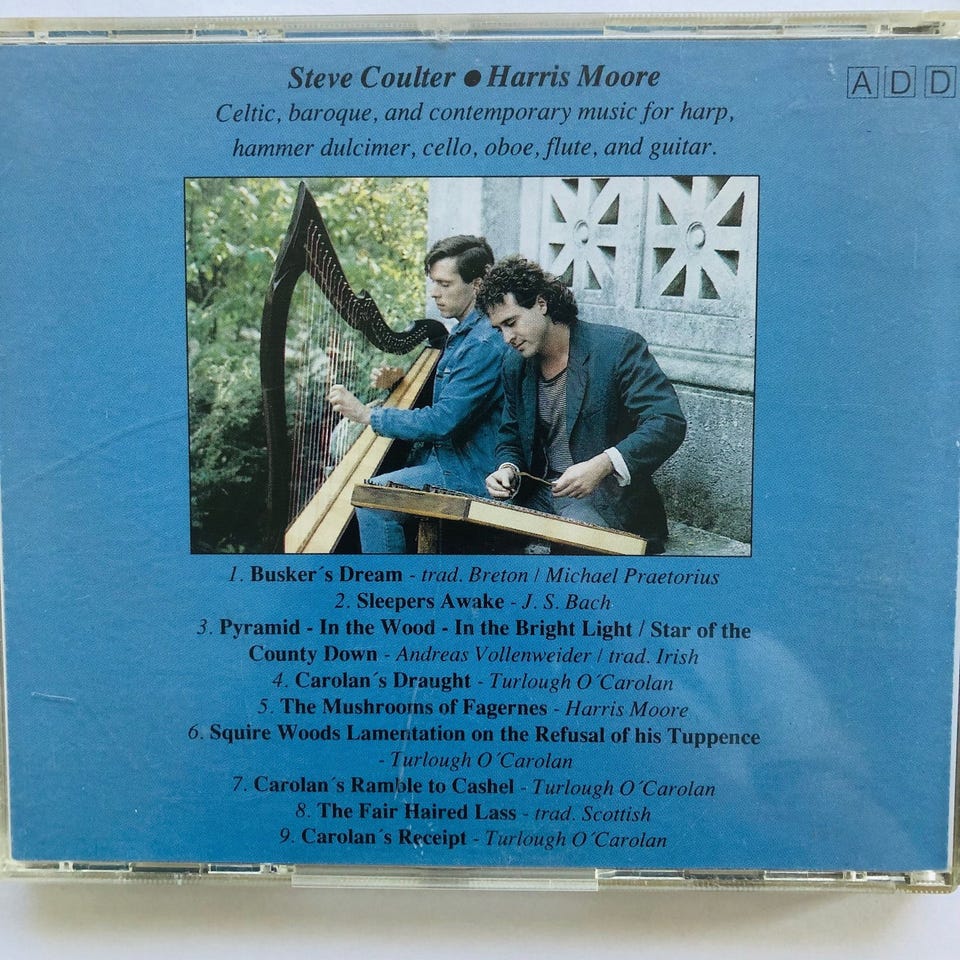 Steve Coulter ● Harris Moore
A D D
Celtic, baroque, and contemporary music for harp,
hammer dulcimer, cello, oboe, flute, and guitar.
1. Busker´s Dream - trad. Breton / Michael Praetorius
2. Sleepers Awake - J. S. Bach
3. Pyramid - In the Wood - In the Bright Light / Star of the
County Down - Andreas Vollenweider / trad. Irish
4. Carolan´s Draught - Turlough O´Carolan
5. The Mushrooms of Fagernes - Harris Moore
6. Squire Woods Lamentation on the Refusal of his Tuppence
- Turlough O´Carolan
7. Carolan´s Ramble to Cashel - Turlough O´Carolan
8. The Fair Haired Lass - trad. Scottish
9. Carolan´s Receipt - Turlough O´Carolan